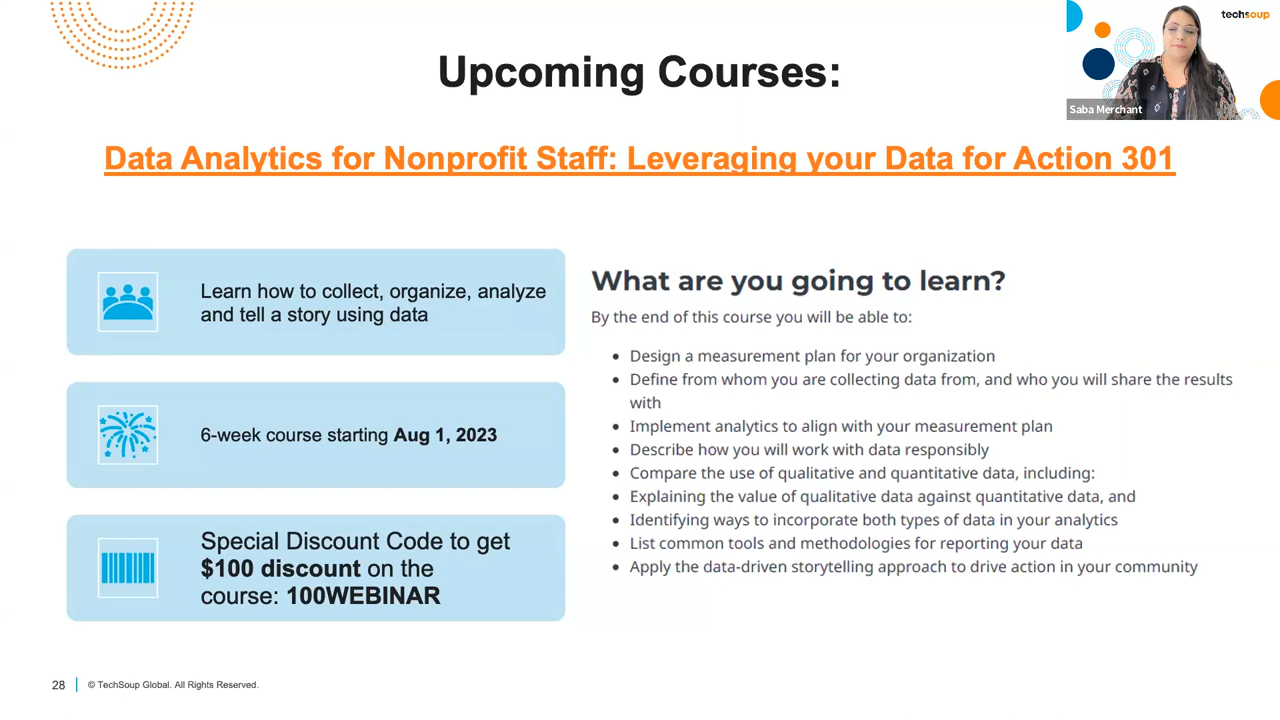 techsoup
Saba Merchant
Upcoming Courses:
Data Analytics for Nonprofit Staff: Leveraging your Data for Action 301
Learn how to collect, organize, analyze
and tell a story using data
6-week course starting Aug 1, 2023
Special Discount Code to get
$100 discount on the
course: 100WEBINAR
What are you going to learn?
By the end of this course you will be able to:
• Design a measurement plan for your organization
• Define from whom you are collecting data from, and who you will share the results
with
• Implement analytics to align with your measurement plan
• Describe how you will work with data responsibly
• Compare the use of qualitative and quantitative data, including:
• Explaining the value of qualitative data against quantitative data, and
• Identifying ways to incorporate both types of data in your analytics
• List common tools and methodologies for reporting your data
• Apply the data-driven storytelling approach to drive action in your community
28
© TechSoup Global. All Rights Reserved.